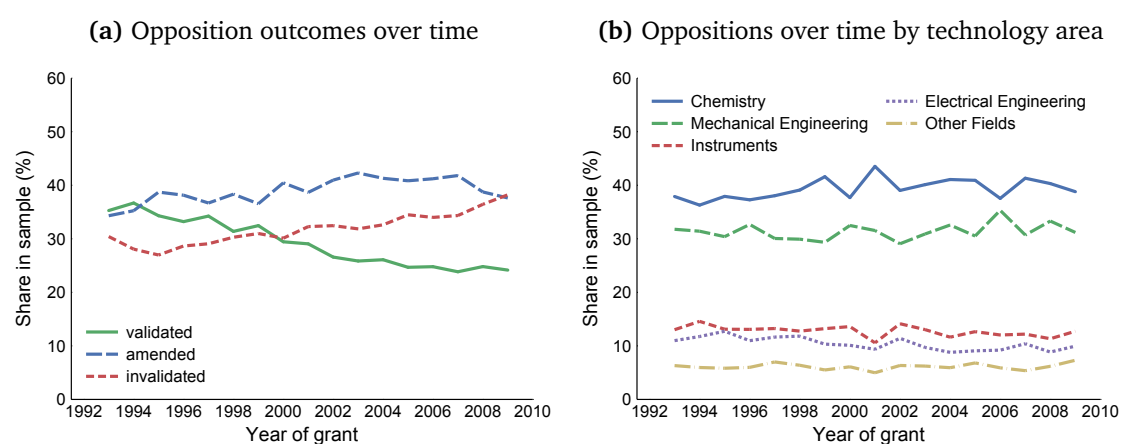 (a) Opposition outcomes over time
60
50
40
30
20
10
0
Share in sample (%)
validated
amended
invalidated
1992 1994 1996 1998 2000 2002 2004 2006 2008 2010
Year of grant
(b) Oppositions over time by technology area
60
50
40
30
20
10
0
Share in sample (%)
Chemistry
Mechanical Engineering
Instruments
Electrical Engineering
Other Fields
1992 1994 1996 1998 2000 2002 2004 2006 2008 2010
Year of grant